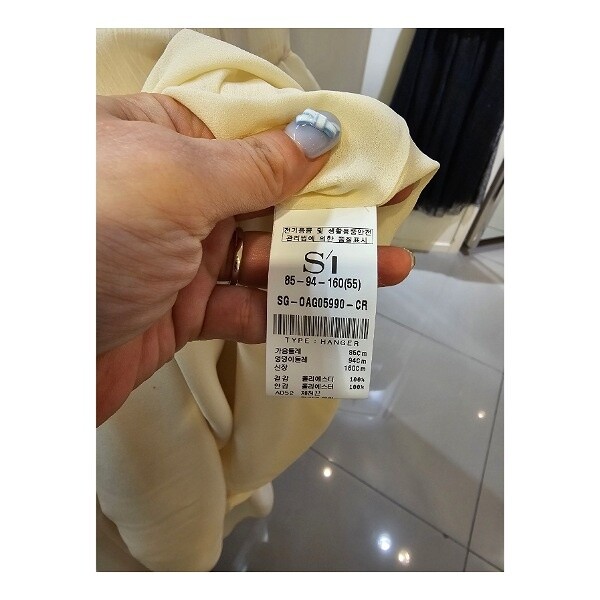 전기용품 및 생활용품안전
관리법에 의한 품질표시
S/I
85-94-160(55)
SG-0AG05990-CR
TYPE : HANGER
가슴둘레 85cm
엉덩이둘레 94cm
신장 160cm
겉감 폴리에스터 100%
안감 폴리에스터 100%
AD52